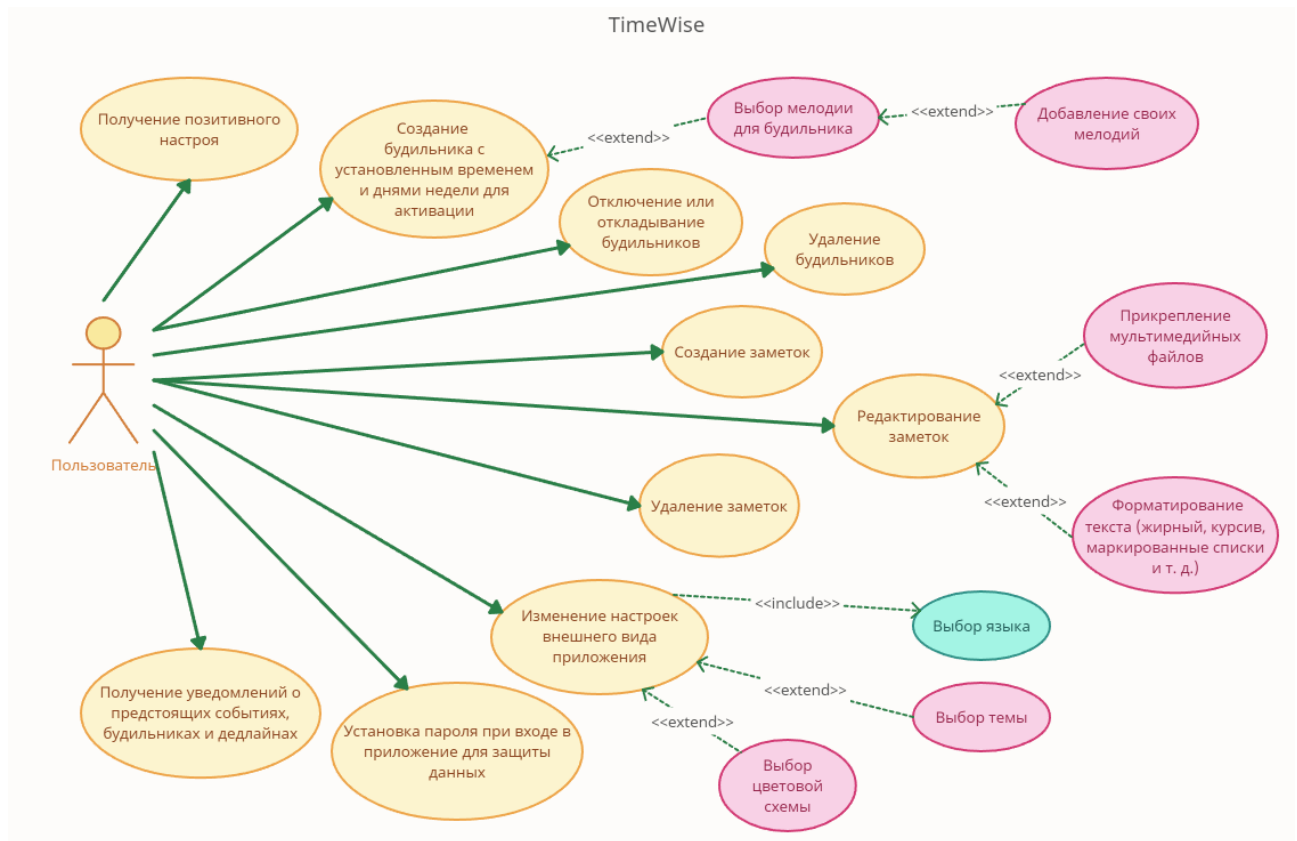 TimeWise
Получение позитивного
настроя
Создание
будильника с
установленным временем
и днями недели для
активации
<<extend>>
Выбор мелодии
для будильника
<<extend>>
Добавление своих
мелодий
Отключение или
откладывание
будильников
Удаление
будильников
Создание заметок
Прикрепление
мультимедийных
файлов
<<extend>>
Редактирование
заметок
Пользователь
Удаление заметок
<<extend>>
Форматирование
текста (жирный, курсив,
маркированные списки
и т. д.)
Изменение настроек
внешнего вида
приложения
<<include>>
Выбор языка
<<extend>>
Выбор темы
<<extend>>
Выбор
цветовой
схемы
Получение уведомлений о
предстоящих событиях,
будильниках и дедлайнах
Установка пароля при входе в
приложение для защиты
данных